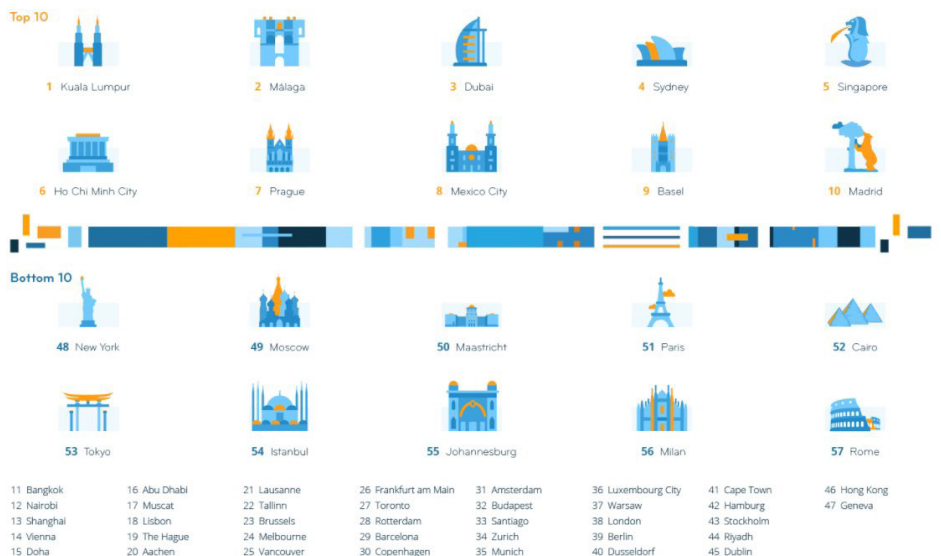 Top 10
1 Kuala Lumpur
2 Málaga
3 Dubai
4 Sydney
5 Singapore
6 Ho Chi Minh City
7 Prague
8 Mexico City
9 Basel
10 Madrid
Bottom 10
48 New York
49 Moscow
50 Maastricht
51 Paris
52 Cairo
53 Tokyo
54 Istanbul
55 Johannesburg
56 Milan
57 Rome
11 Bangkok
12 Nairobi
13 Shanghai
14 Vienna
15 Doha
16 Abu Dhabi
17 Muscat
18 Lisbon
19 The Hague
20 Aachen
21 Lausanne
22 Tallinn
23 Brussels
24 Melbourne
25 Vancouver
26 Frankfurt am Main
27 Toronto
28 Rotterdam
29 Barcelona
30 Copenhagen
31 Amsterdam
32 Budapest
33 Santiago
34 Zurich
35 Munich
36 Luxembourg City
37 Warsaw
38 London
39 Berlin
40 Dusseldorf
41 Cape Town
42 Hamburg
43 Stockholm
44 Riyadh
45 Dublin
46 Hong Kong
47 Geneva